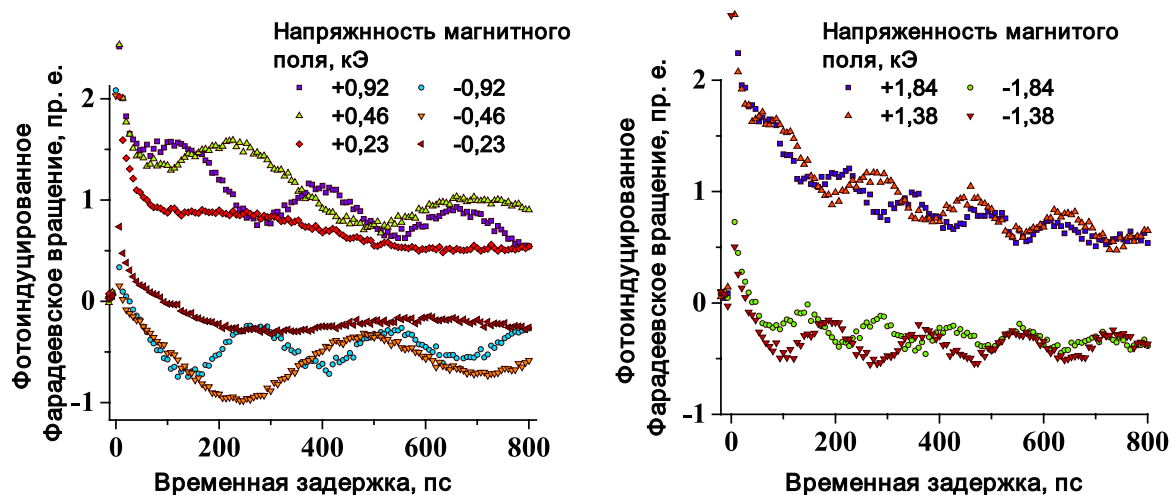 Напряжнность магнитного
поля, кЭ
+0,92 -0,92
+0,46 -0,46
+0,23 -0,23
Фотоиндуцированное
Фарадеевское вращение, пр. е.
2
1
0
-1
0 200 400 600 800
Временная задержка, пс
Напряженность магнитого
поля, кЭ
+1,84 -1,84
+1,38 -1,38
Фотоиндуцированное
Фарадеевское вращение, пр. е.
2
1
0
-1
0 200 400 600 800
Временная задержка, пс